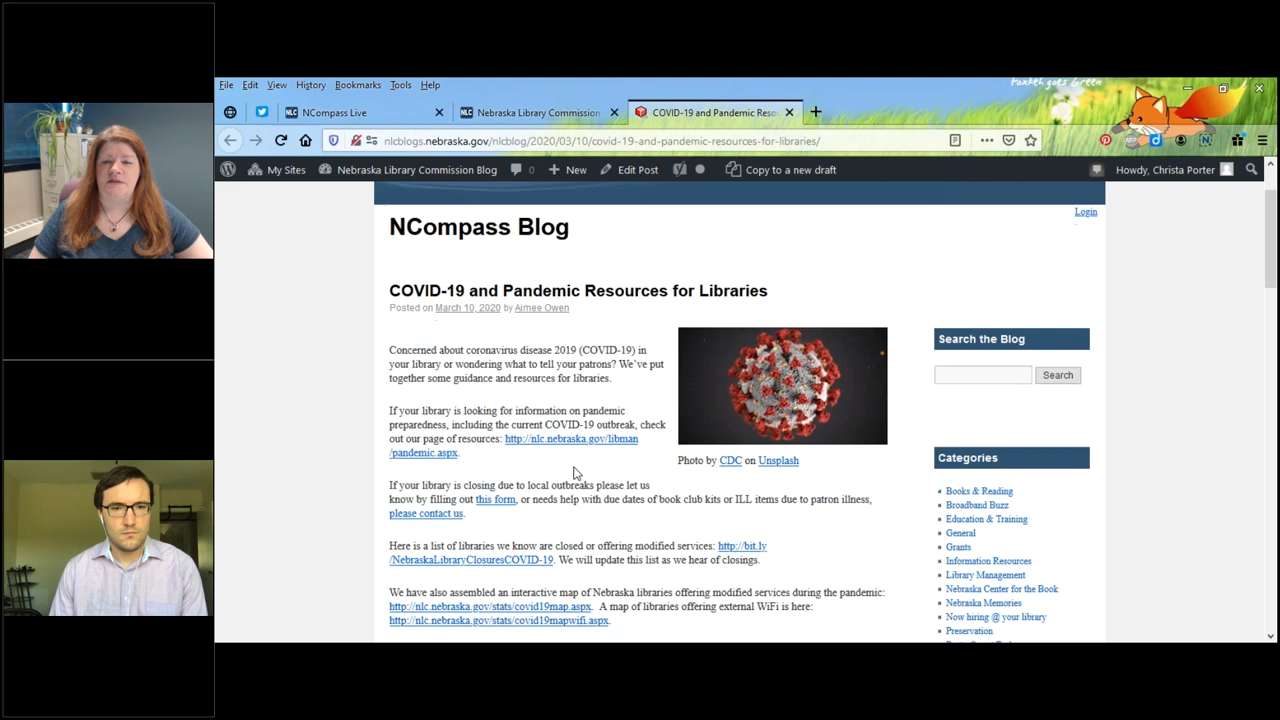 Foxkeh goes Green
File Edit View History Bookmarks Tools Help
NCompass Live
Nebraska Library Commission
COVID-19 and Pandemic Reso
nlcblogs.nebraska.gov/nlcblog/2020/03/10/covid-19-and-pandemic-resources-for-libraries/
My Sites Nebraska Library Commission Blog 0 New Edit Post Copy to a new draft Howdy, Christa Porter
Login
NCompass Blog
COVID-19 and Pandemic Resources for Libraries
Posted on March 10, 2020 by Aimee Owen
Concerned about coronavirus disease 2019 (COVID-19) in
your library or wondering what to tell your patrons? We've put
together some guidance and resources for libraries.
If your library is looking for information on pandemic
preparedness, including the current COVID-19 outbreak, check
out our page of resources: http://nlc.nebraska.gov/libman
/pandemic.aspx.
Photo by CDC on Unsplash
If your library is closing due to local outbreaks please let us
know by filling out this form, or needs help with due dates of book club kits or ILL items due to patron illness,
please contact us.
Here is a list of libraries we know are closed or offering modified services: http://bit.ly
/NebraskaLibraryClosuresCOVID-19. We will update this list as we hear of closings.
We have also assembled an interactive map of Nebraska libraries offering modified services during the pandemic:
http://nlc.nebraska.gov/stats/covid19map.aspx. A map of libraries offering external WiFi is here:
http://nlc.nebraska.gov/stats/covid19mapwifi.aspx.
Search the Blog
Search
Categories
Books & Reading
Broadband Buzz
Education & Training
General
Grants
Information Resources
Library Management
Nebraska Center for the Book
Nebraska Memories
Now hiring @ your library
Preservation